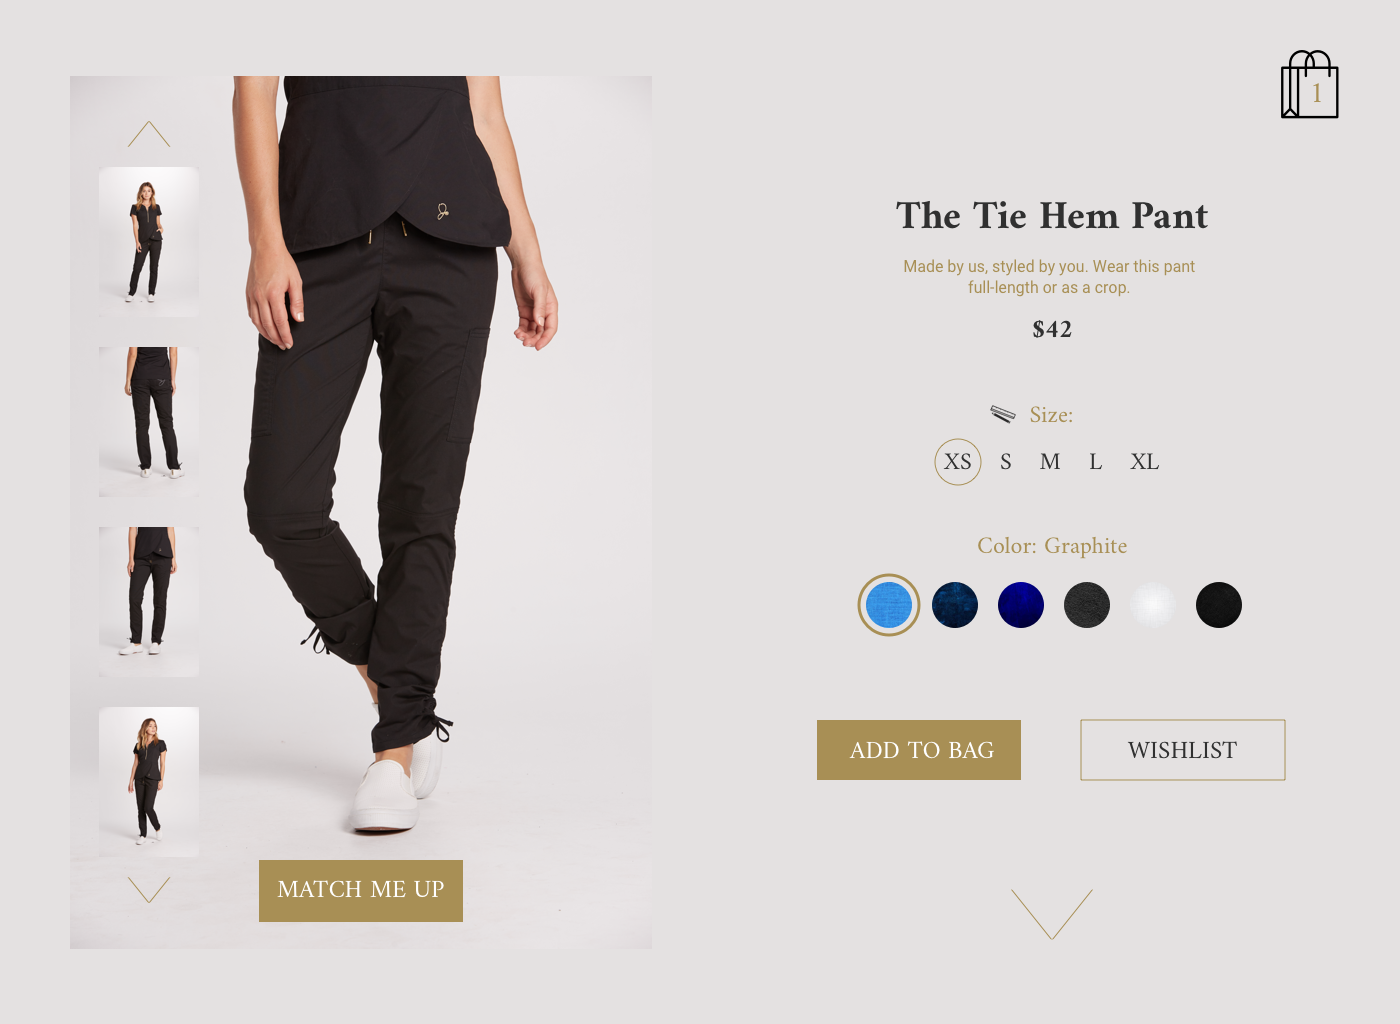 1
The Tie Hem Pant
Made by us, styled by you. Wear this pant
full-length or as a crop.
$42
Size:
XS S M L XL
Color: Graphite
ADD TO BAG
WISHLIST
MATCH ME UP